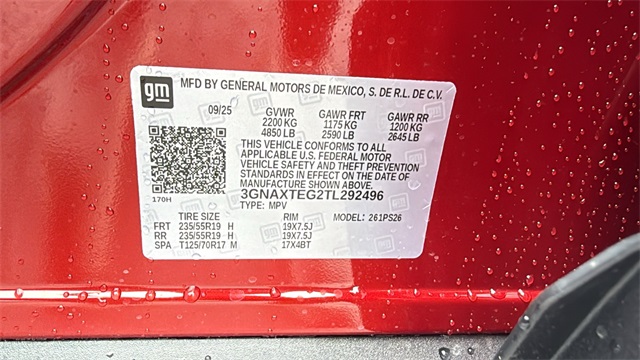 gm
MFD BY GENERAL MOTORS DE MEXICO, S. DE R.L. DE C.V.
09/25 GVWR GAWR FRT GAWR RR
2200 KG 1175 KG 1200 KG
4850 LB 2590 LB 2645 LB
THIS VEHICLE CONFORMS TO ALL
APPLICABLE U.S. FEDERAL MOTOR
VEHICLE SAFETY AND THEFT PREVENTION
STANDARDS IN EFFECT ON THE DATE OF
MANUFACTURE SHOWN ABOVE.
170H 3GNAXTEG2TL292496
TYPE: MPV MODEL: 261PS26
TIRE SIZE RIM
FRT 235/55R19 H 19X7.5J
RR 235/55R19 H 19X7.5J
SPA T125/70R17 M 17X4BT